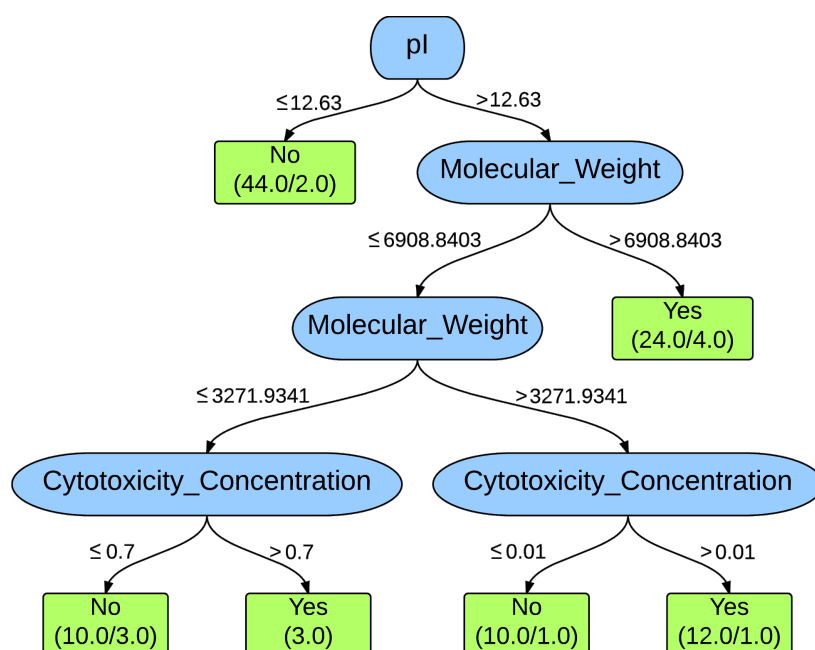 pI
≤12.63
>12.63
No
(44.0/2.0)
Molecular_Weight
≤6908.8403
>6908.8403
Molecular_Weight
Yes
(24.0/4.0)
≤3271.9341
>3271.9341
Cytotoxicity_Concentration
Cytotoxicity_Concentration
≤0.7
>0.7
≤0.01
>0.01
No
(10.0/3.0)
Yes
(3.0)
No
(10.0/1.0)
Yes
(12.0/1.0)